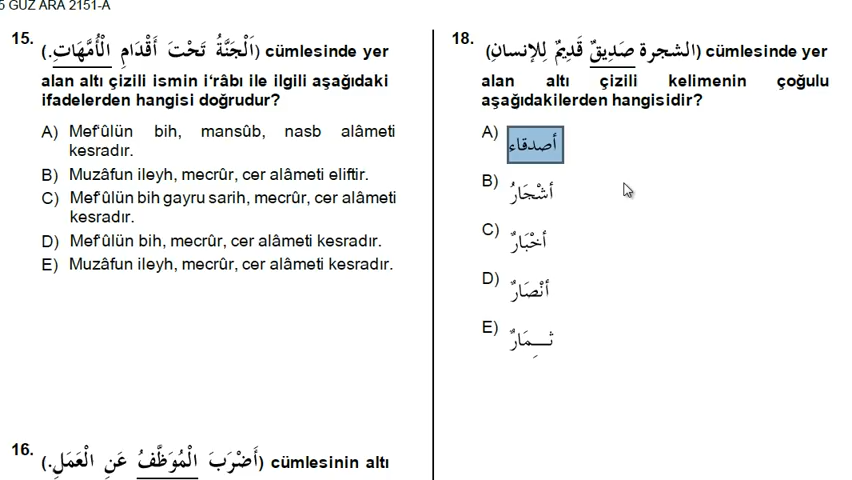 5 GÜZ ARA 2151-A
15. (اَلْجَنَّةُ تَحْتَ أَقْدَامِ الْأُمَّهَاتِ.) cümlesinde yer
alan altı çizili ismin i‘râbı ile ilgili aşağıdaki
ifadelerden hangisi doğrudur?
A) Mef‘ûlün bih, mansûb, nasb alâmeti
kesradır.
B) Muzâfun ileyh, mecrûr, cer alâmeti eliftir.
C) Mef‘ûlün bih gayru sarih, mecrûr, cer alâmeti
kesradır.
D) Mef‘ûlün bih, mecrûr, cer alâmeti kesradır.
E) Muzâfun ileyh, mecrûr, cer alâmeti kesradır.
16. (أَضْرَبَ الْمُوَظَّفُ عَنِ الْعَمَلِ.) cümlesinin altı
18. (الشجرة صَدِيقٌ قَدِيمٌ لِلإنسانِ) cümlesinde yer
alan altı çizili kelimenin çoğulu
aşağıdakilerden hangisidir?
A) أصدقاء
B) أشْجَارُ
C) أخْبَارٌ
D) أنْصَارٌ
E) ثِمَارٌ